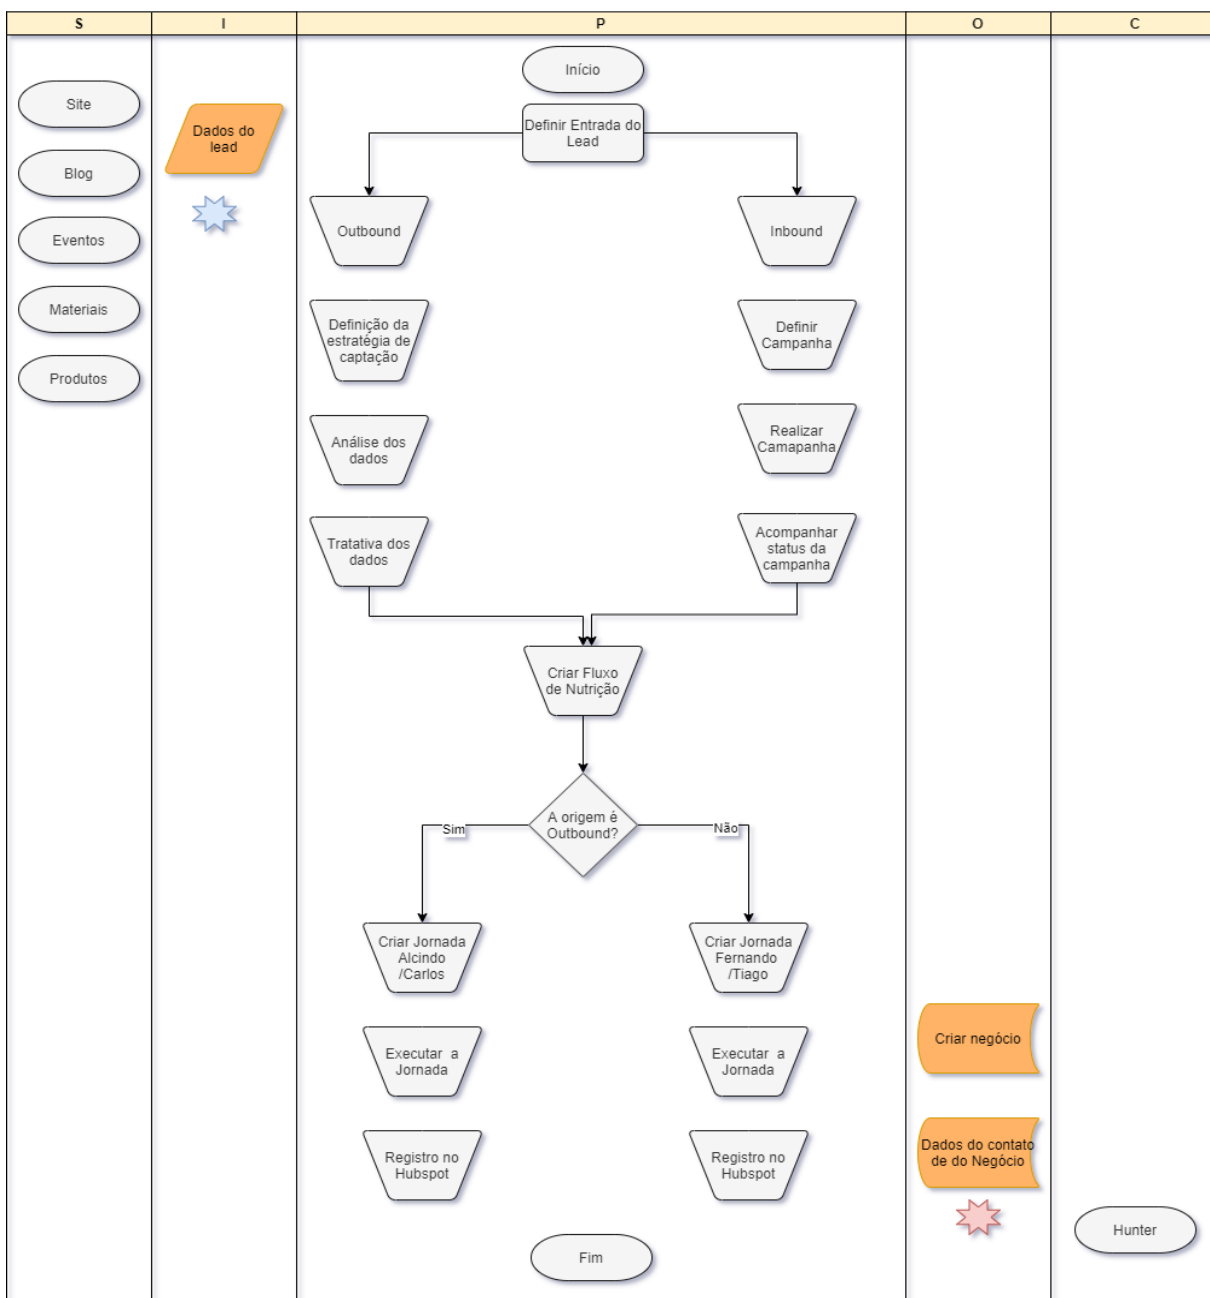 S
I
P
O
C
Site
Blog
Eventos
Materiais
Produtos
Dados do
lead
Início
Definir Entrada do
Lead
Outbound
Inbound
Definição da
estratégia de
captação
Definir
Campanha
Análise dos
dados
Realizar
Camapanha
Tratativa dos
dados
Acompanhar
status da
campanha
Criar Fluxo
de Nutrição
A origem é
Outbound?
Sim
Não
Criar Jornada
Alcindo
/Carlos
Criar Jornada
Fernando
/Tiago
Executar a
Jornada
Executar a
Jornada
Registro no
Hubspot
Registro no
Hubspot
Fim
Criar negócio
Dados do contato
de do Negócio
Hunter